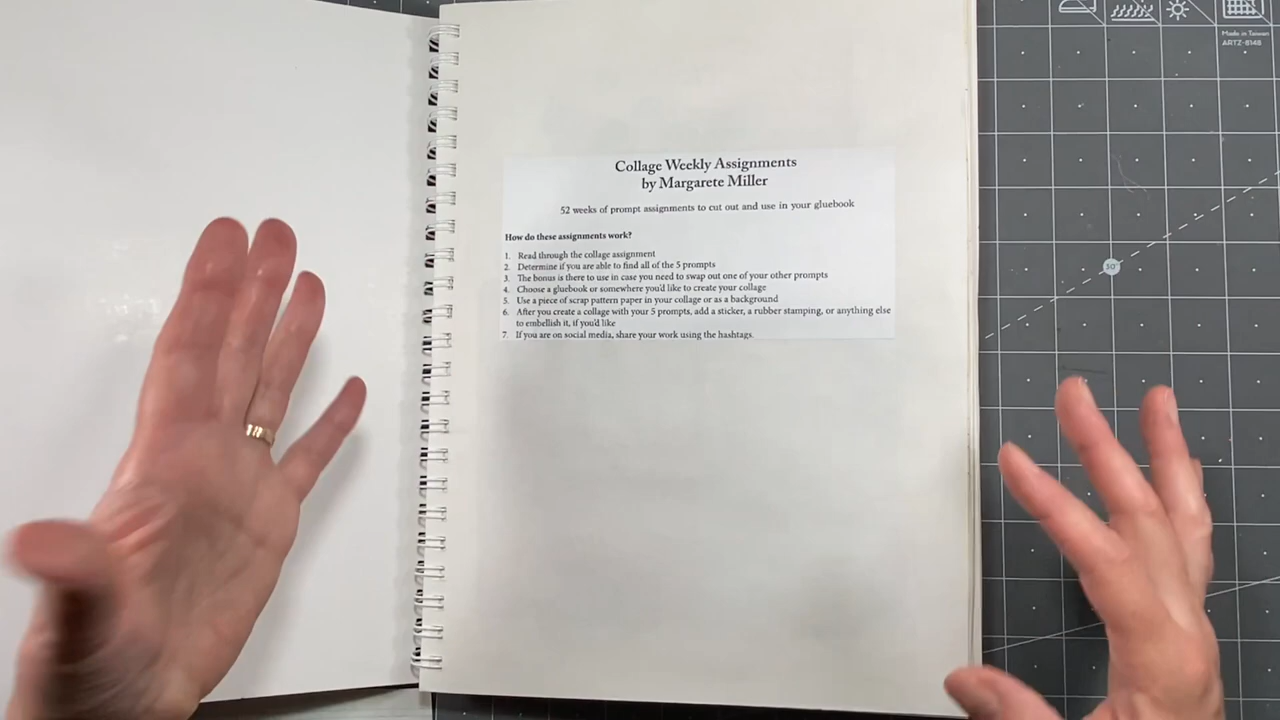 Made in Taiwan
ARTZ-8148
Collage Weekly Assignments
by Margarete Miller
52 weeks of prompt assignments to cut out and use in your gluebook
How do these assignments work?
1. Read through the collage assignment
2. Determine if you are able to find all of the 5 prompts
3. The bonus is there to use in case you need to swap out one of your other prompts
4. Choose a gluebook or somewhere you'd like to create your collage
5. Use a piece of scrap pattern paper in your collage or as a background
6. After you create a collage with your 5 prompts, add a sticker, a rubber stamping, or anything else
to embellish it, if you'd like
7. If you are on social media, share your work using the hashtags.
30°